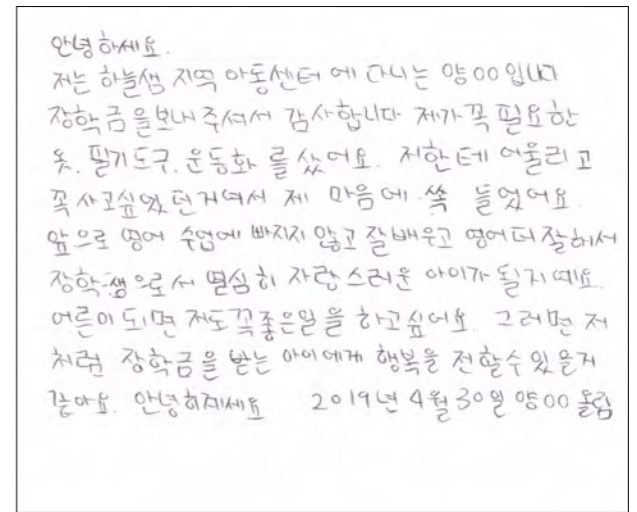 안녕하세요.
저는 하늘샘 지역 아동센터 에 다니는 양OO입니다
장학금을보내 주셔서 감사합니다 제가꼭 필요한
옷, 필기도구, 운동화 를 샀어요. 저한테 어울리고
꼭 사고싶었던거여서 제 마음에 쏙 들었어요.
앞으로 영어 수업에 빠지지 않고 잘배우고 영어더잘해서
장학생으로서 열심히 자랑스러운 아이가 될게요.
어른이 되면 저도 꼭좋은일을 하고싶어요. 그러면 저
처럼 장학금을 받는 아이에게 행복을 전할수있을거
같아요. 안녕히계세요 2019년 4월 30일 양OO 올림